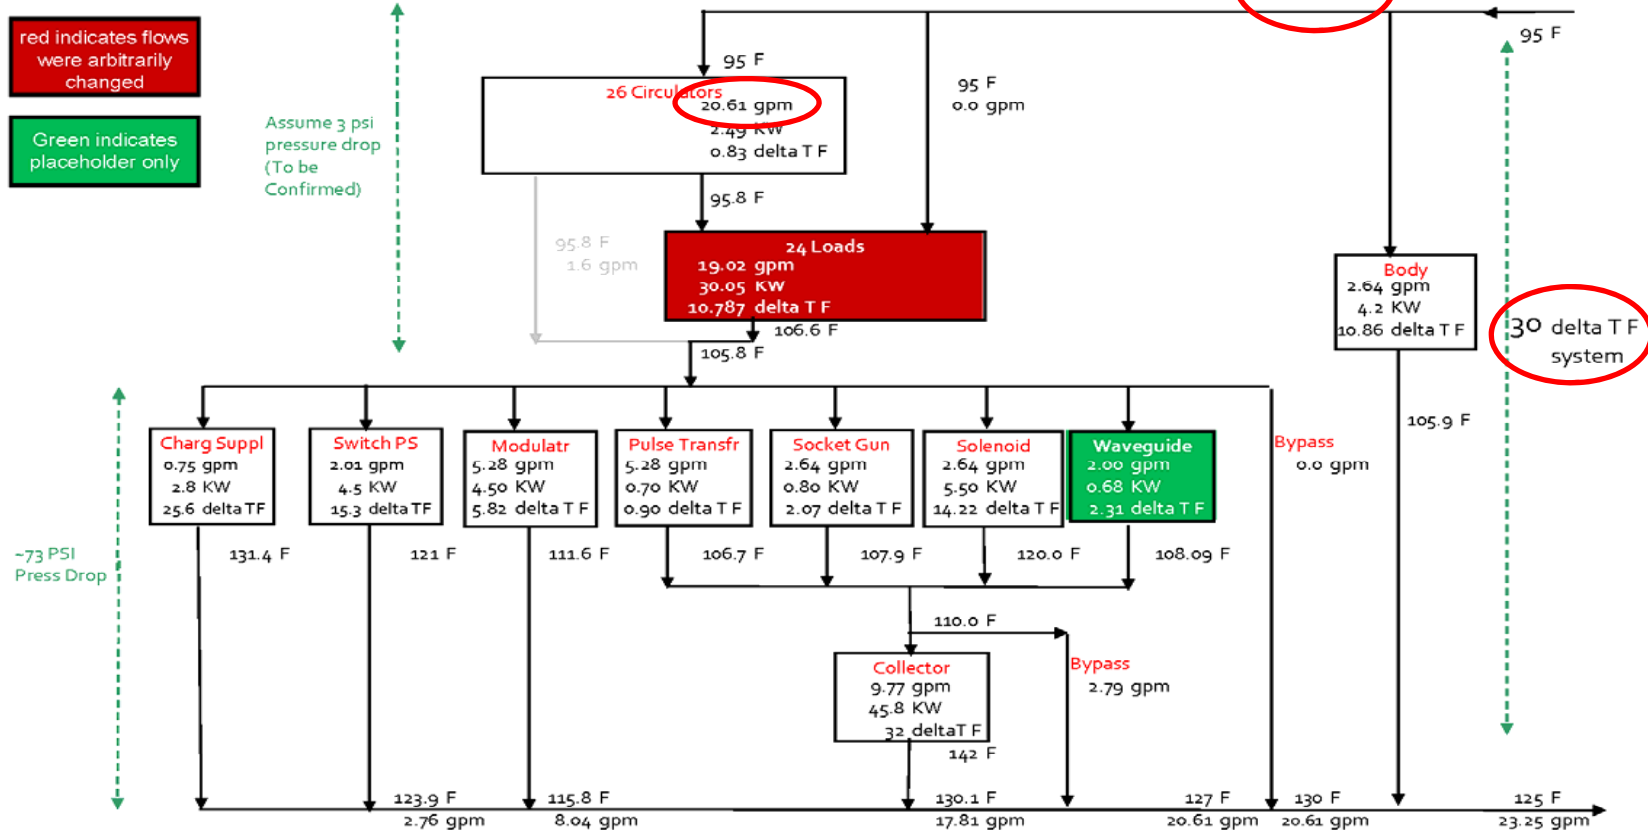 red indicates flows
were arbitrarily
changed
Green indicates
placeholder only
Assume 3 psi
pressure drop
(To be
Confirmed)
95 F
95 F
26 Circulators
20.61 gpm
2.49 KW
0.83 delta T F
95 F
0.0 gpm
95.8 F
95.8 F
1.6 gpm
24 Loads
19.02 gpm
30.05 KW
10.787 delta T F
106.6 F
105.8 F
Body
2.64 gpm
4.2 KW
10.86 delta T F
30 delta T F
system
105.9 F
Charg Suppl
0.75 gpm
2.8 KW
25.6 delta TF
Switch PS
2.01 gpm
4.5 KW
15.3 delta TF
Modulatr
5.28 gpm
4.50 KW
5.82 delta T F
Pulse Transfr
5.28 gpm
0.70 KW
0.90 delta T F
Socket Gun
2.64 gpm
0.80 KW
2.07 delta T F
Solenoid
2.64 gpm
5.50 KW
14.22 delta T F
Waveguide
2.00 gpm
0.68 KW
2.31 delta T F
Bypass
0.0 gpm
~73 PSI
Press Drop
131.4 F
121 F
111.6 F
106.7 F
107.9 F
120.0 F
108.09 F
110.0 F
Collector
9.77 gpm
45.8 KW
32 deltaT F
Bypass
2.79 gpm
142 F
123.9 F
2.76 gpm
115.8 F
8.04 gpm
130.1 F
17.81 gpm
127 F
20.61 gpm
130 F
20.61 gpm
125 F
23.25 gpm